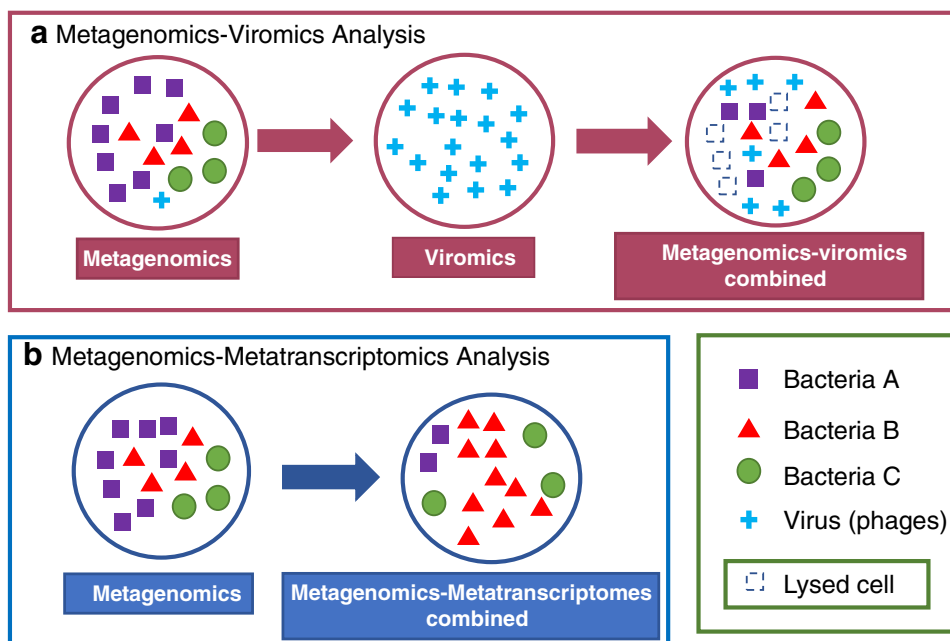 a Metagenomics-Viromics Analysis
Metagenomics
Viromics
Metagenomics-viromics
combined
b Metagenomics-Metatranscriptomics Analysis
Metagenomics
Metagenomics-Metatranscriptomes
combined
Bacteria A
Bacteria B
Bacteria C
Virus (phages)
Lysed cell